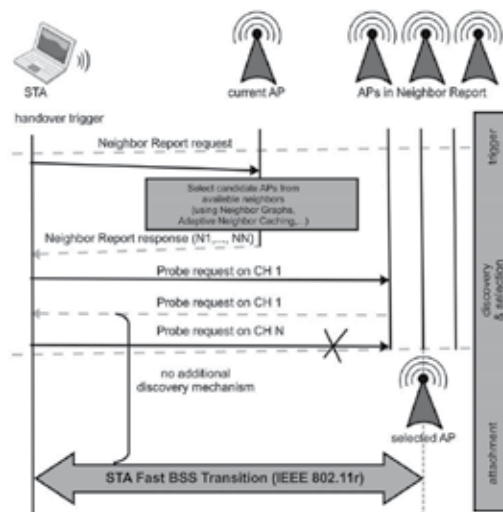 STA
current AP
APs in Neighbor Report
handover trigger
Neighbor Report request
trigger
Select candidate APs from
available neighbors
(using Neighbor Graphs,
Adaptive Neighbor Caching,...)
Neighbor Report response (N1,..., NN)
Probe request on CH 1
Probe request on CH 1
Probe request on CH N
discovery
& selection
no additional
discovery mechanism
selected AP
attachment
STA Fast BSS Transition (IEEE 802.11r)